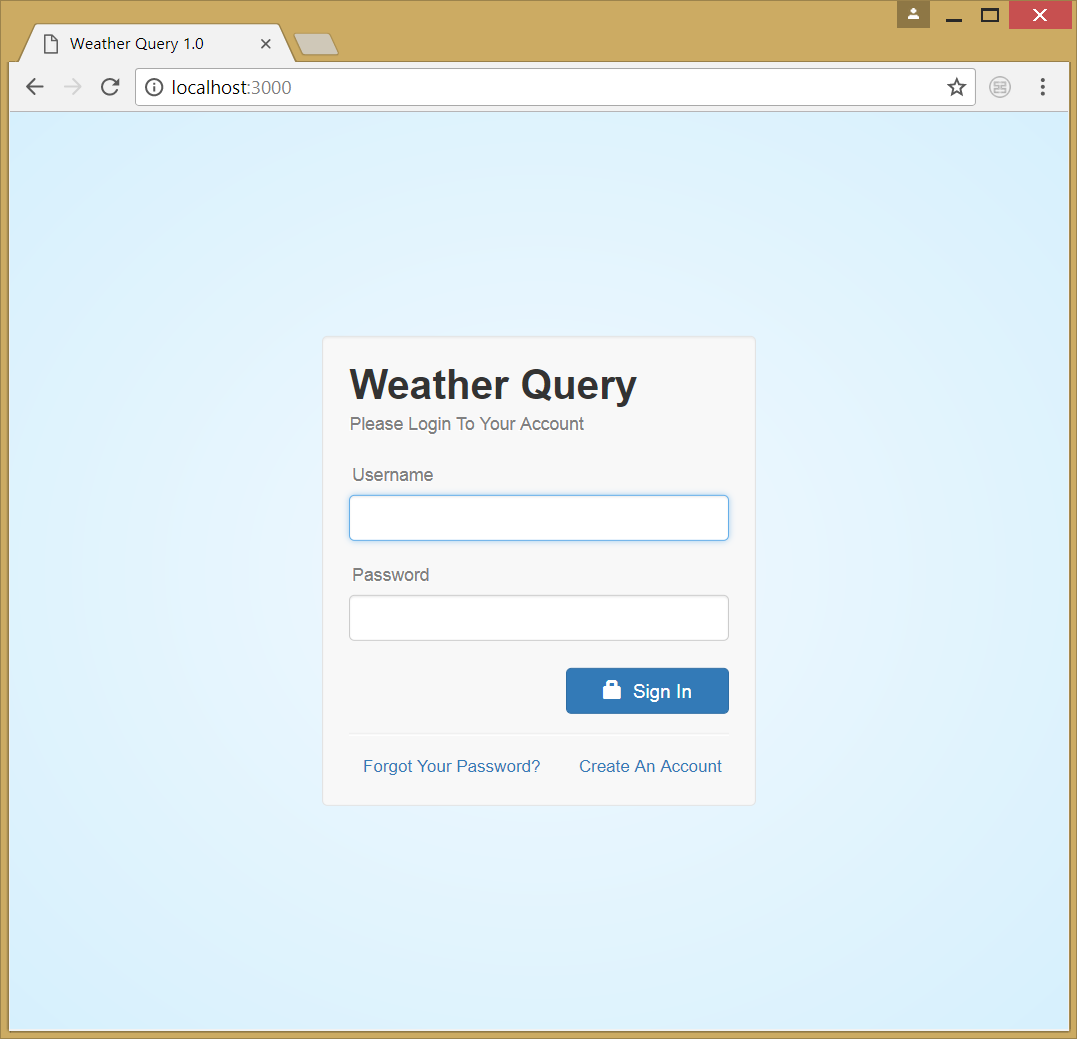 Weather Query 1.0
localhost:3000
Weather Query
Please Login To Your Account
Username
Password
Sign In
Forgot Your Password? Create An Account